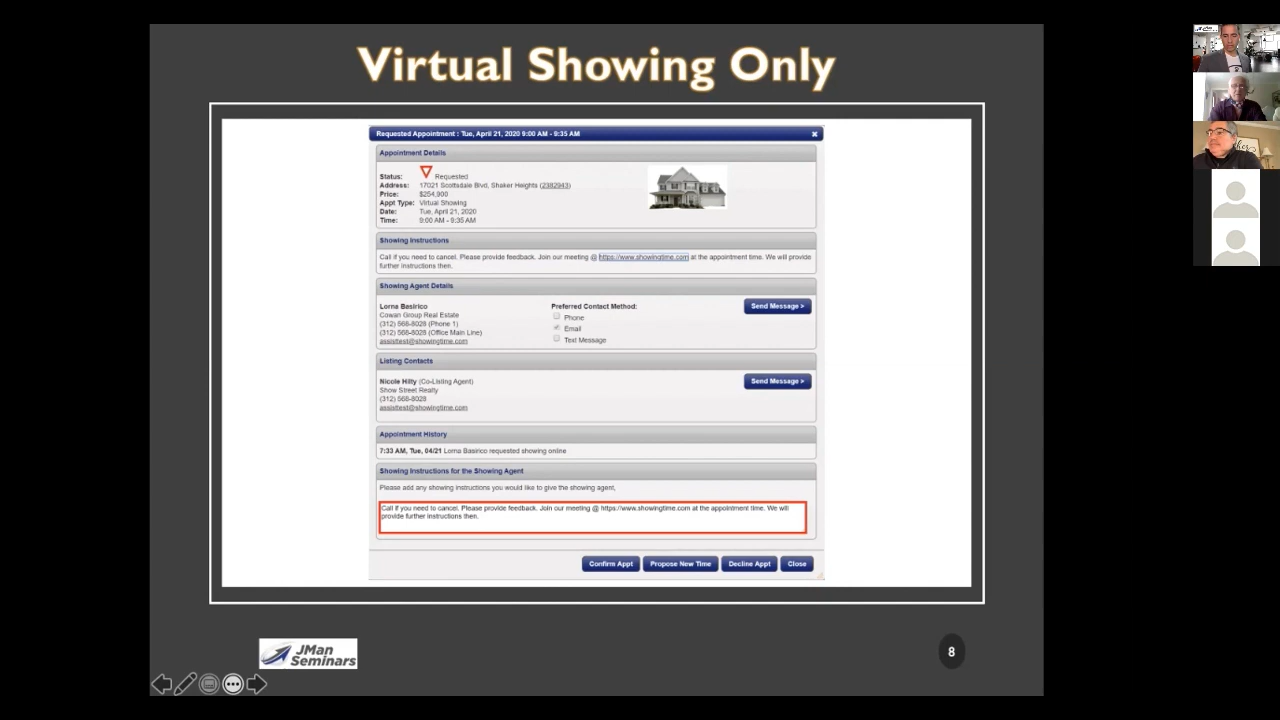 Virtual Showing Only
Requested Appointment : Tue, April 21, 2020 9:00 AM - 9:35 AM
Appointment Details
Status: Requested
Address: 17021 Scottsdale Blvd, Shaker Heights (2382943)
Price: $254,900
Appt Type: Virtual Showing
Date: Tue, April 21, 2020
Time: 9:00 AM - 9:35 AM
Showing Instructions
Call if you need to cancel. Please provide feedback. Join our meeting @ https://www.showingtime.com at the appointment time. We will
further instructions then.
Showing Agent Details
Lorna Basirico
Cowan Group Real Estate
(312) 568-8028 (Phone 1)
(312) 568-8028 (Office Main Line)
assisttest@showingtime.com
Preferred Contact Method:
Phone
Email
Text Message
Send Message >
Listing Contacts
Nicole Hilty (Co-Listing Agent)
Show Street Realty
(312) 568-8028
assisttest@showingtime.com
Send Message >
Appointment History
7:33 AM, Tue, 04/21 Lorna Basirico requested showing online
Showing Instructions for the Showing Agent
Please add any showing instructions you would like to give the showing agent,
Call if you need to cancel. Please provide feedback. Join our meeting @ https://www.showingtime.com at the appointment time. We will
provide further instructions then.
Confirm Appt Propose New Time Decline Appt Close
JMan
Seminars
8